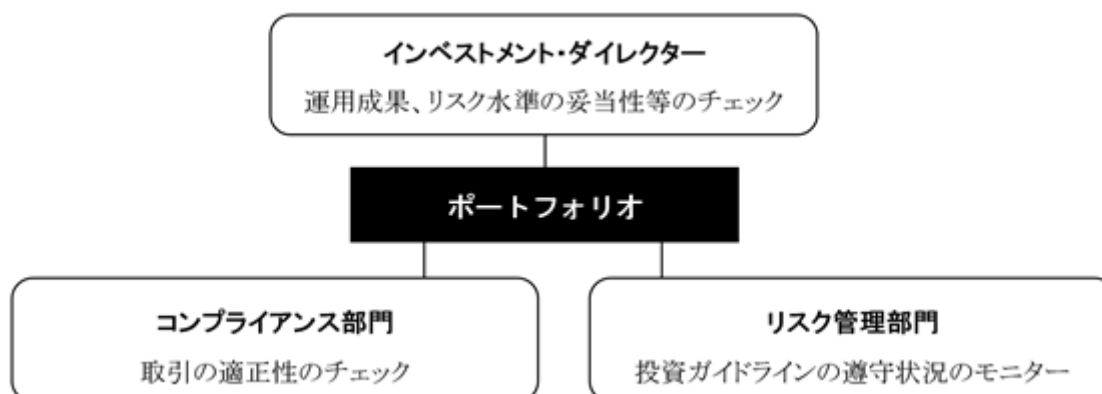 インベストメント・ダイレクター
運用成果、リスク水準の妥当性等のチェック
ポートフォリオ
コンプライアンス部門
取引の適正性のチェック
リスク管理部門
投資ガイドラインの遵守状況のモニター